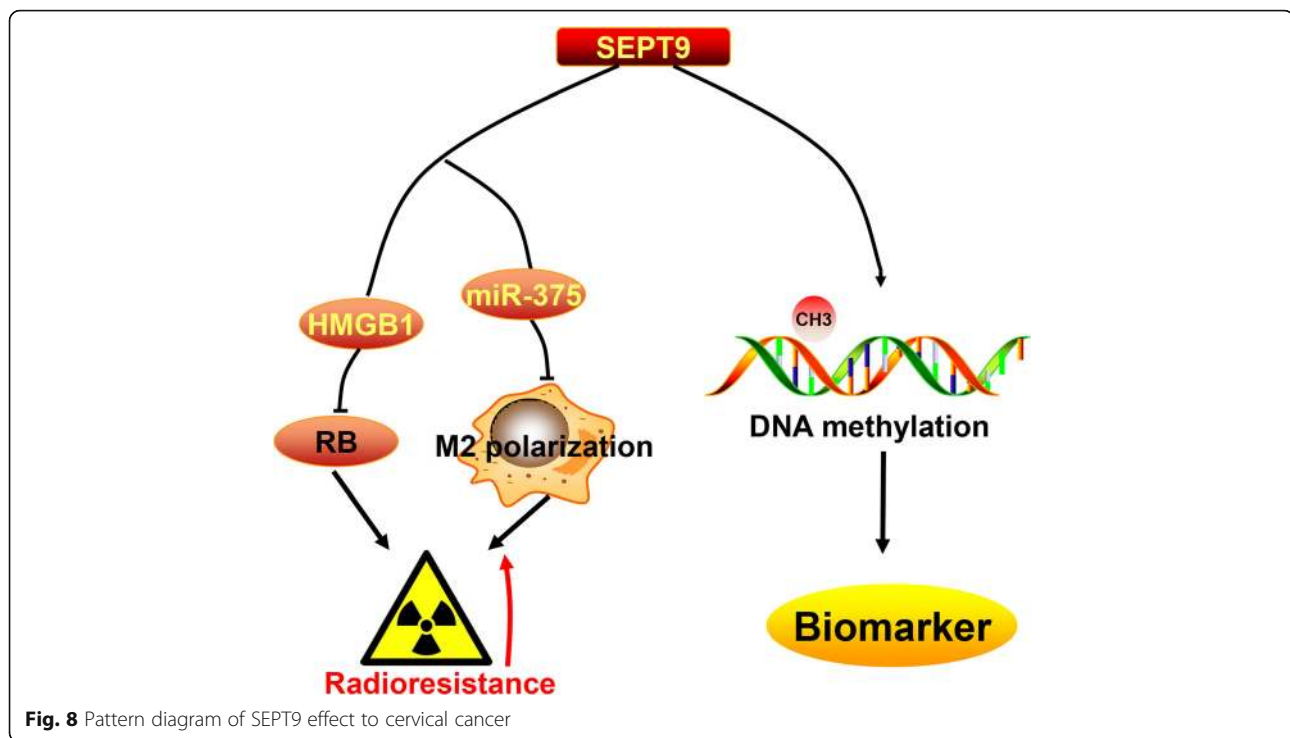 SEPT9
HMGB1
miR-375
CH3
RB
M2 polarization
DNA methylation
Biomarker
Radioresistance
Fig. 8 Pattern diagram of SEPT9 effect to cervical cancer